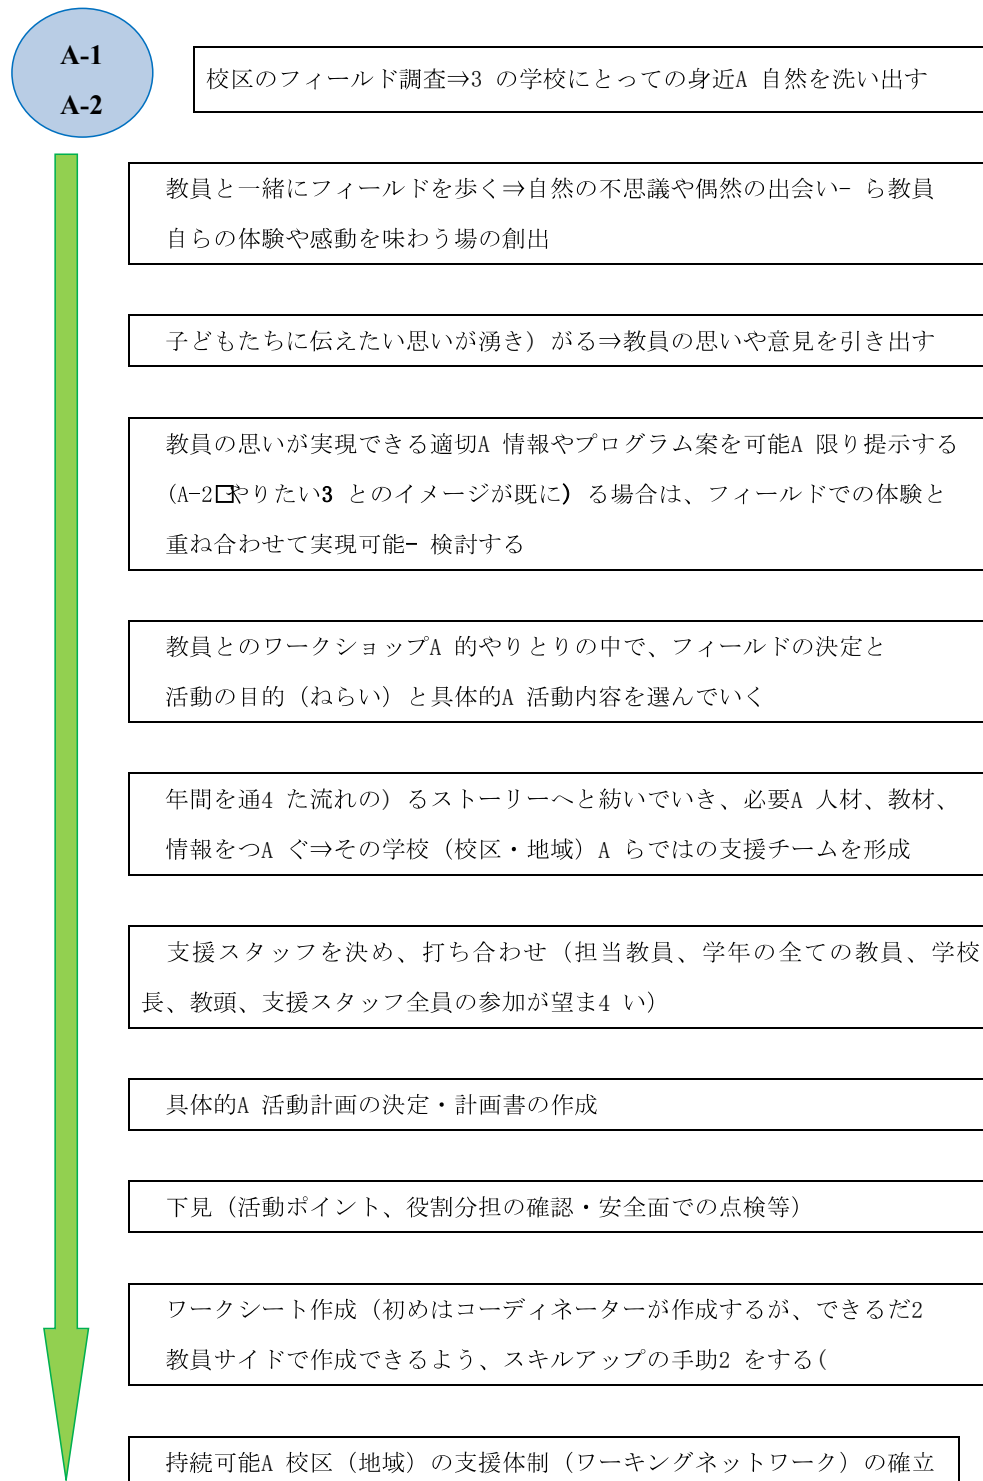 A-1
A-2
校区のフィールド調査⇒3 の学校にとっての身近A 自然を洗い出す
教員と一緒にフィールドを歩く⇒自然の不思議や偶然の出会い- ら教員
自らの体験や感動を味わう場の創出
子どもたちに伝えたい思いが湧き) がる⇒教員の思いや意見を引き出す
教員の思いが実現できる適切A 情報やプログラム案を可能A 限り提示する
(A-2□やりたい3 とのイメージが既に) る場合は、フィールドでの体験と
重ね合わせて実現可能- 検討する
教員とのワークショップA 的やりとりの中で、フィールドの決定と
活動の目的（ねらい）と具体的A 活動内容を選んでいく
年間を通4 た流れの) るストーリーへと紡いでいき、必要A 人材、教材、
情報をつA ぐ⇒その学校（校区・地域）A らではの支援チームを形成
支援スタッフを決め、打ち合わせ（担当教員、学年の全ての教員、学校
長、教頭、支援スタッフ全員の参加が望ま4 い）
具体的A 活動計画の決定・計画書の作成
下見（活動ポイント、役割分担の確認・安全面での点検等）
ワークシート作成（初めはコーディネーターが作成するが、できるだ2
教員サイドで作成できるよう、スキルアップの手助2 をする(
持続可能A 校区（地域）の支援体制（ワーキングネットワーク）の確立